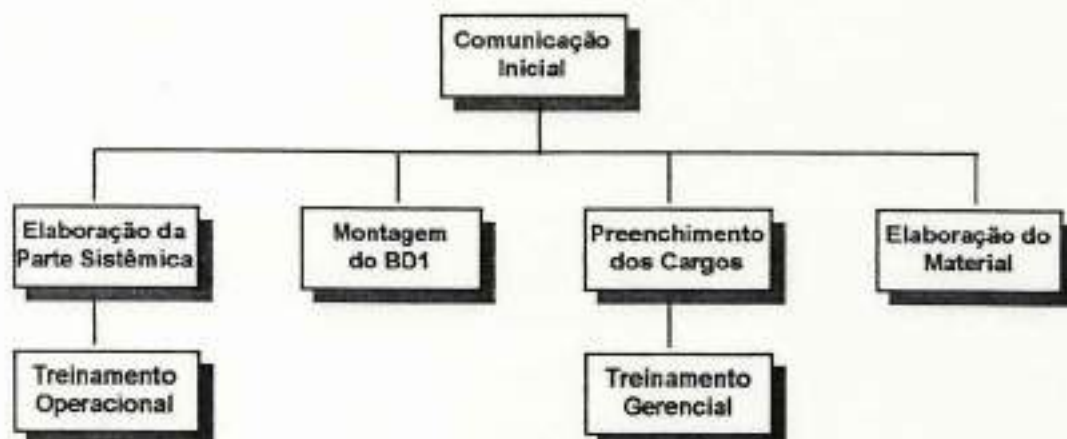 Comunicação
Inicial
Elaboração da
Parte Sistêmica
Montagem
do BD1
Preenchimento
dos Cargos
Elaboração do
Material
Treinamento
Operacional
Treinamento
Gerencial